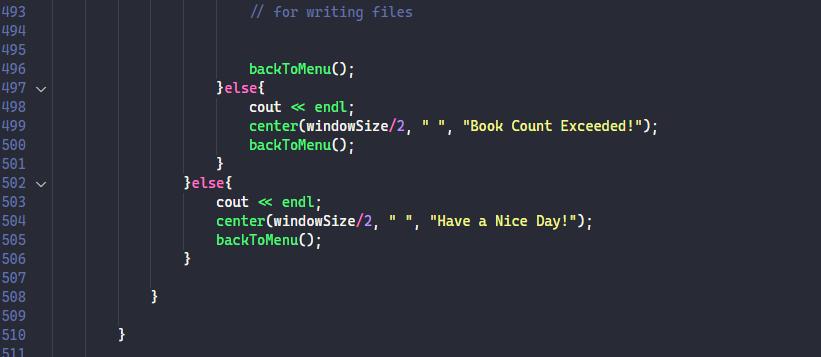 493 // for writing files
494
495
496 backToMenu();
497 }else{
498 cout << endl;
499 center(windowSize/2, " ", "Book Count Exceeded!");
500 backToMenu();
501 }
502 }else{
503 cout << endl;
504 center(windowSize/2, " ", "Have a Nice Day!");
505 backToMenu();
506 }
507
508 }
509
510 }
511